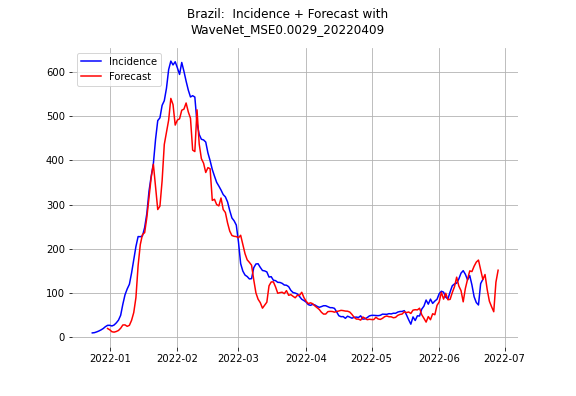 Brazil:  Incidence + Forecast with
WaveNet_MSE0.0029_20220409
Incidence
Forecast
600
500
400
300
200
100
0
2022-01 2022-02 2022-03 2022-04 2022-05 2022-06 2022-07